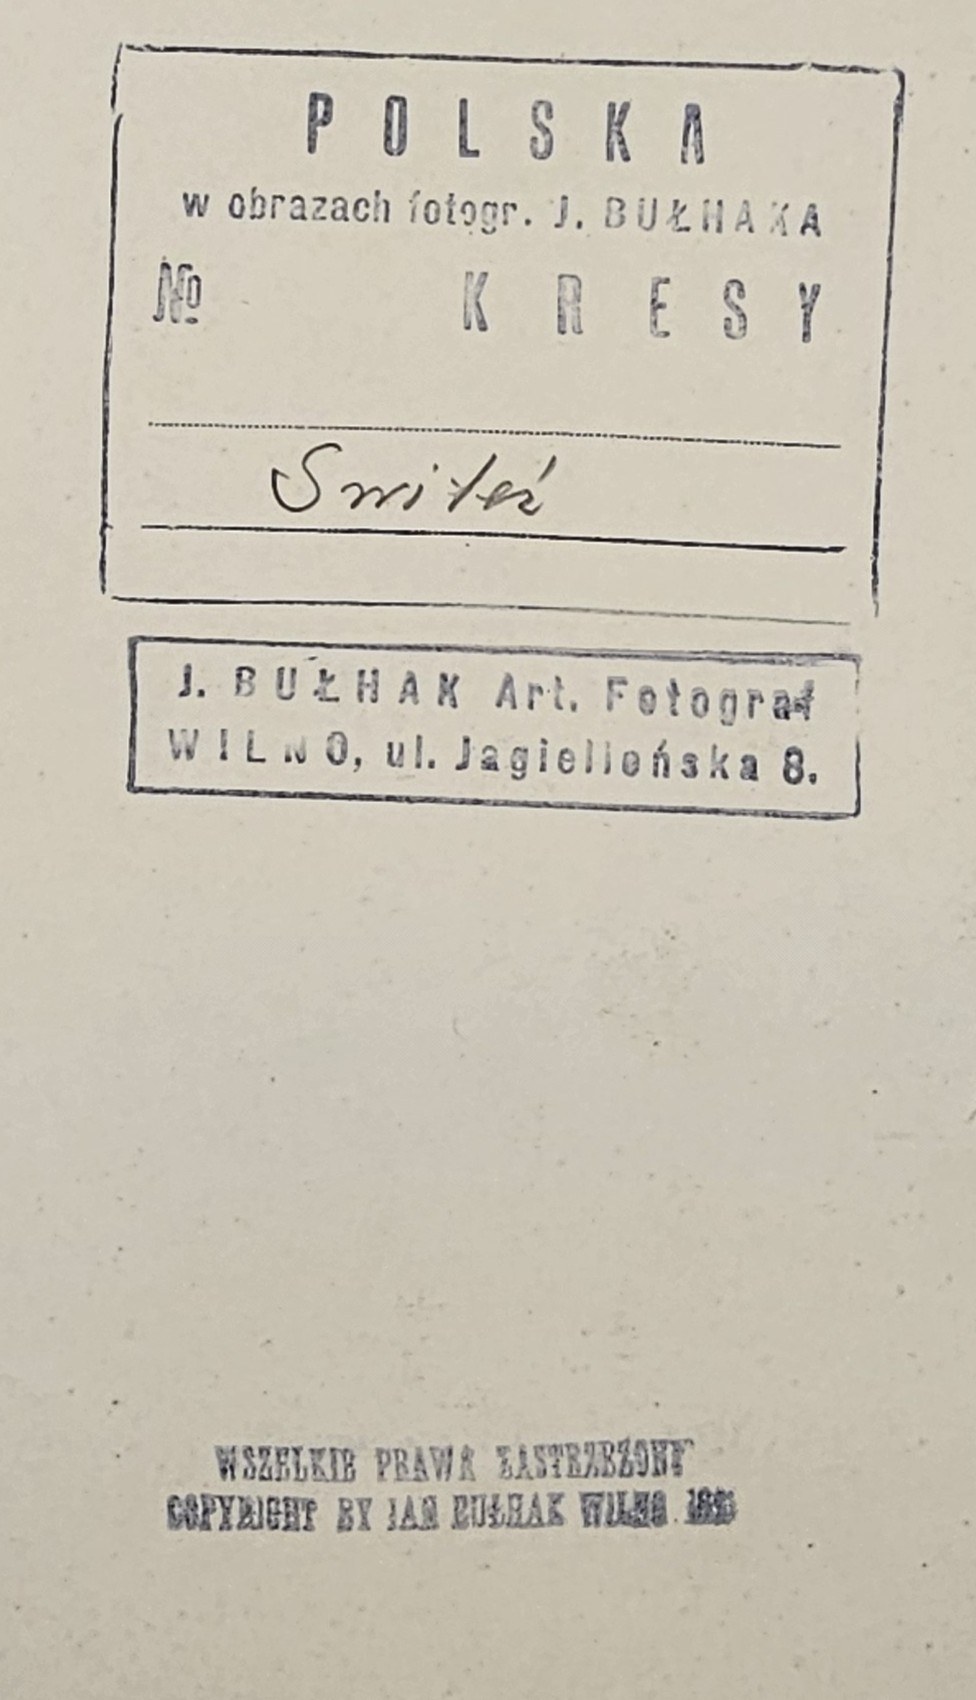 POLSKA
w obrazach fotogr. J. BUŁHAKA
№ KRESY
Switeź
J. BUŁHAK Art. Fotograf
WILNO, ul. Jagiellońska 8.
WSZELKIE PRAWA ZASTRZEŻONE
COPYRIGHT BY JAN BUŁHAK WILNO